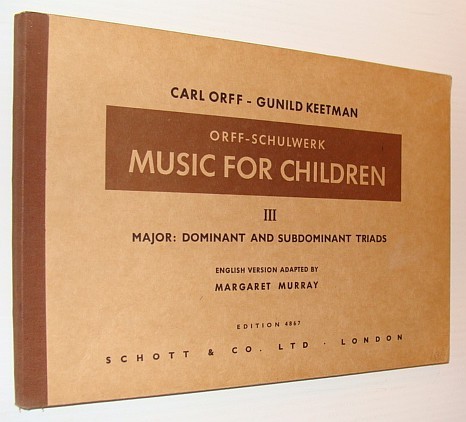 CARL ORFF - GUNILD KEETMAN
ORFF-SCHULWERK
MUSIC FOR CHILDREN
III
MAJOR: DOMINANT AND SUBDOMINANT TRIADS
ENGLISH VERSION ADAPTED BY
MARGARET MURRAY
EDITION 4867
SCHOTT & CO. LTD · LONDON